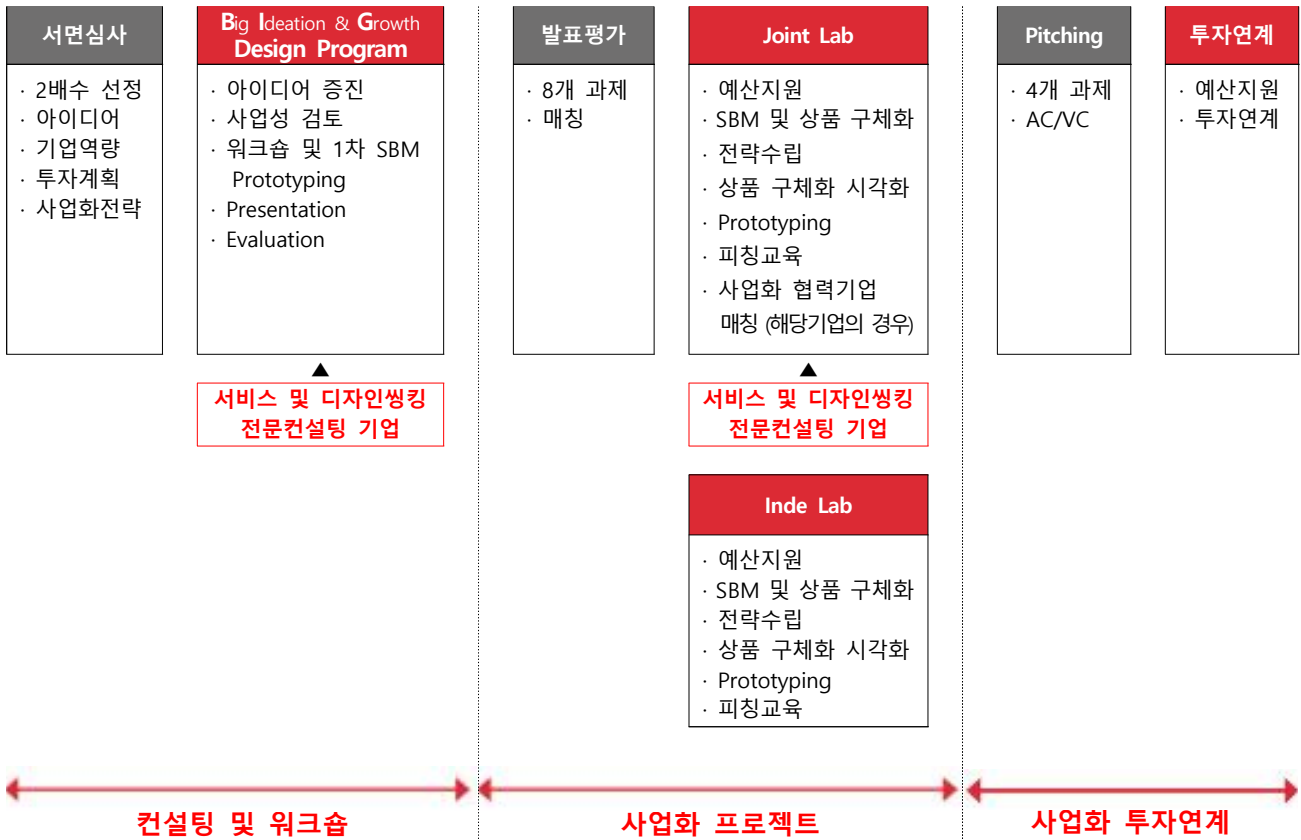 서면심사
· 2배수 선정
· 아이디어
· 기업역량
· 투자계획
· 사업화전략
Big Ideation & Growth
Design Program
· 아이디어 증진
· 사업성 검토
· 워크숍 및 1차 SBM
Prototyping
· Presentation
· Evaluation
▲
서비스 및 디자인씽킹
전문컨설팅 기업
발표평가
· 8개 과제
· 매칭
Joint Lab
· 예산지원
· SBM 및 상품 구체화
· 전략수립
· 상품 구체화 시각화
· Prototyping
· 피칭교육
· 사업화 협력기업
매칭 (해당기업의 경우)
▲
서비스 및 디자인씽킹
전문컨설팅 기업
Inde Lab
· 예산지원
· SBM 및 상품 구체화
· 전략수립
· 상품 구체화 시각화
· Prototyping
· 피칭교육
Pitching
· 4개 과제
· AC/VC
투자연계
· 예산지원
· 투자연계
컨설팅 및 워크숍
사업화 프로젝트
사업화 투자연계